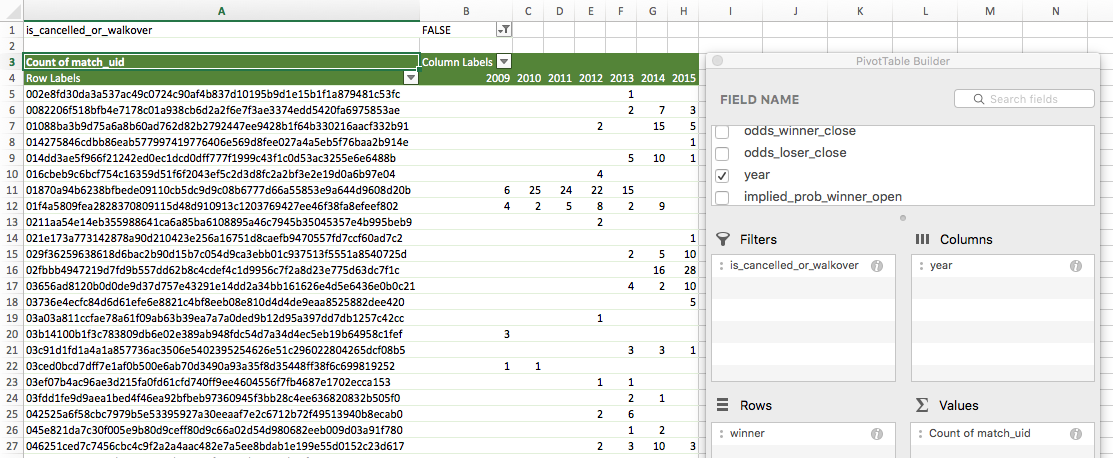 A B C D E F G H I J K L M N
1 is_cancelled_or_walkover FALSE
2
3 Count of match_uid Column Labels
4 Row Labels 2009 2010 2011 2012 2013 2014 2015
5 002e8fd30da3a537ac49c0724c90af4b837d10195b9d1e15b1f1a879481c53fc 1
6 0082206f518bfb4e7178c01a938cb6d2a2f6e7f3ae3374edd5420fa6975853ae 2 7 3
7 01088ba3b9d75a6a8b60ad762d82b2792447ee9428b1f64b330216aacf332b91 2 15 5
8 014275846cdbb86eab577997419776406e569d8fee027a4a5eb5f76baa2b914e 1
9 014dd3ae5f966f21242ed0ec1dcd0dff777f1999c43f1c0d53ac3255e6e6488b 5 10 1
10 016cbeb9c6bcf754c16359d51f6f2043ef5c2d3d8fc2a2bf3e2e19d0a6b97e04 4
11 01870a94b6238bfbede09110cb5dc9d9c08b6777d66a55853e9a644d9608d20b 6 25 24 22 15
12 01f4a5809fea2828370809115d48d910913c1203769427ee46f38fa8efeef802 4 2 5 8 2 9
13 0211aa54e14eb355988641ca6a85ba6108895a46c7945b35045357e4b995beb9 2
14 021e173a773142878a90d210423e256a16751d8caefb9470557fd7ccf60ad7c2 1
15 029f36259638618d6bac2b90d15b7c054d9ca3ebb01c937513f5551a8540725d 2 5 10
16 02fbbb4947219d7fd9b557dd62b8c4cdef4c1d9956c7f2a8d23e775d63dc7f1c 16 28
17 03656ad8120b0d0de9d37d757e43291e14dd2a34bb161626e4d5e6436e0b0c21 4 2 10
18 03736e4ecfc84d6d61efe6e8821c4bf8eeb08e810d4d4de9eaa8525882dee420 5
19 03a03a811ccfae78a61f09ab63b39ea7a7a0ded9b12d95a397dd7db1257c42cc 1
20 03b14100b1f3c783809db6e02e389ab948fdc54d7a34d4ec5eb19b64958c1fef 3
21 03c91d1fd1a4a1a857736ac3506e5402395254626e51c296022804265dcf08b5 3 3 1
22 03ced0bcd7dff7e1af0b500e6ab70d3490a93a35f8d35448ff38f6c699819252 1 1
23 03ef07b4ac96ae3d215fa0fd61cfd740ff9ee4604556f7fb4687e1702ecca153 1 1
24 03fdd1fe9d9aea1bed4f46ea92bfbeb97360945f3bb28c4ee636820832b505f0 2 1
25 042525a6f58cbc7979b5e53395927a30eeaaf7e2c6712b72f49513940b8ecab0 2 6
26 045e821da7c30f005e9b80d9ceff80d9c66a02d54d980682eeb009d03a91f780 1 2
27 046251ced7c7456cbc4c9f2a2a4aac482e7a5ee8bdab1e199e55d0152c23d617 2 3 10 3
PivotTable Builder
FIELD NAME Search fields
odds_winner_close
odds_loser_close
year
implied_prob_winner_open
Filters Columns
is_cancelled_or_walkover year
Rows Values
winner Count of match_uid